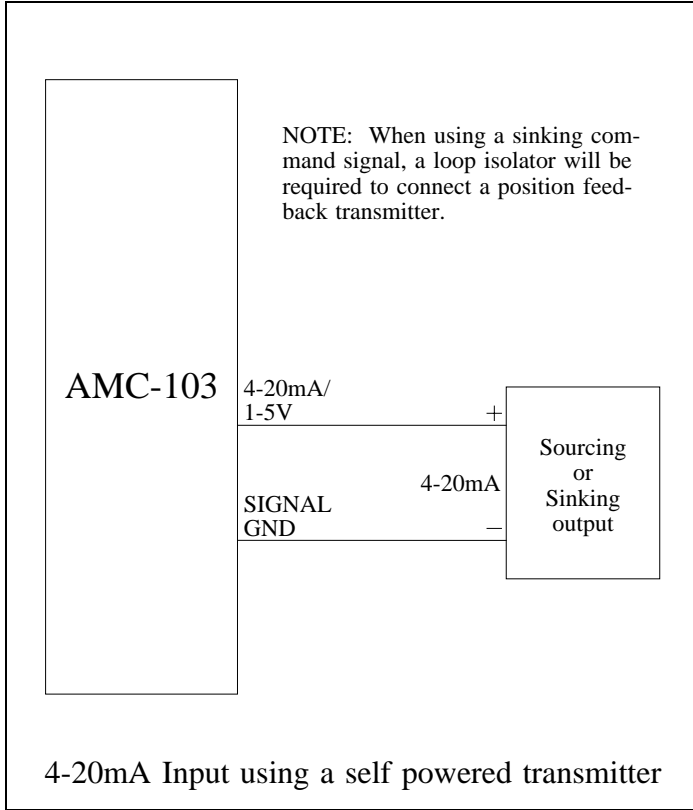 NOTE: When using a sinking com-
mand signal, a loop isolator will be
required to connect a position feed-
back transmitter.
AMC-103
4-20mA/
1-5V
+
Sourcing
or
Sinking
output
4-20mA
SIGNAL
GND
−
4-20mA Input using a self powered transmitter